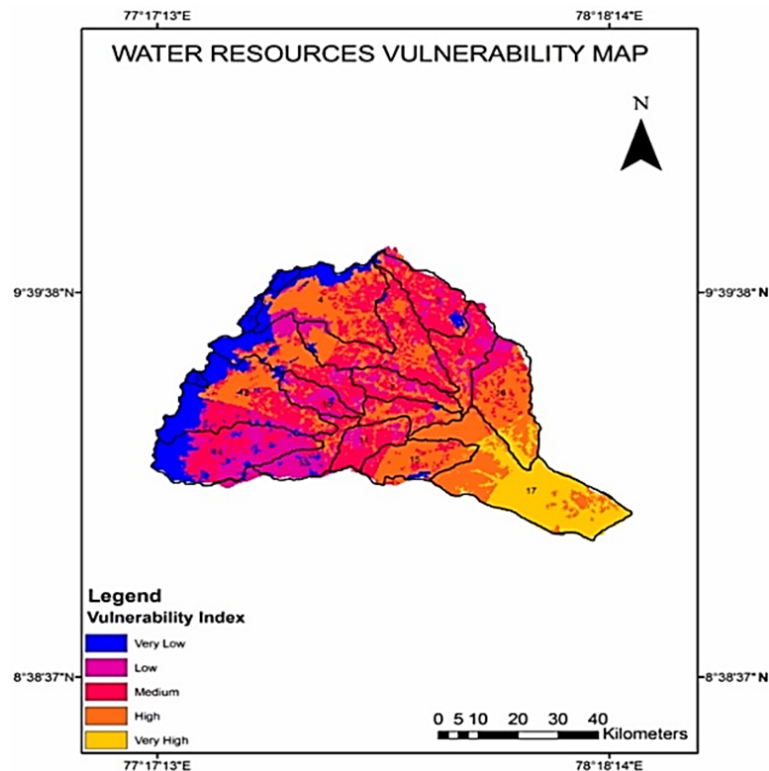 77°17'13"E 78°18'14"E
WATER RESOURCES VULNERABILITY MAP
N
9°39'38"N 9°39'38"N
4
15
17
Legend
Vulnerability Index
Very Low
Low
Medium
High
Very High
8°38'37"N 8°38'37"N
0 5 10 20 30 40
Kilometers
77°17'13"E 78°18'14"E